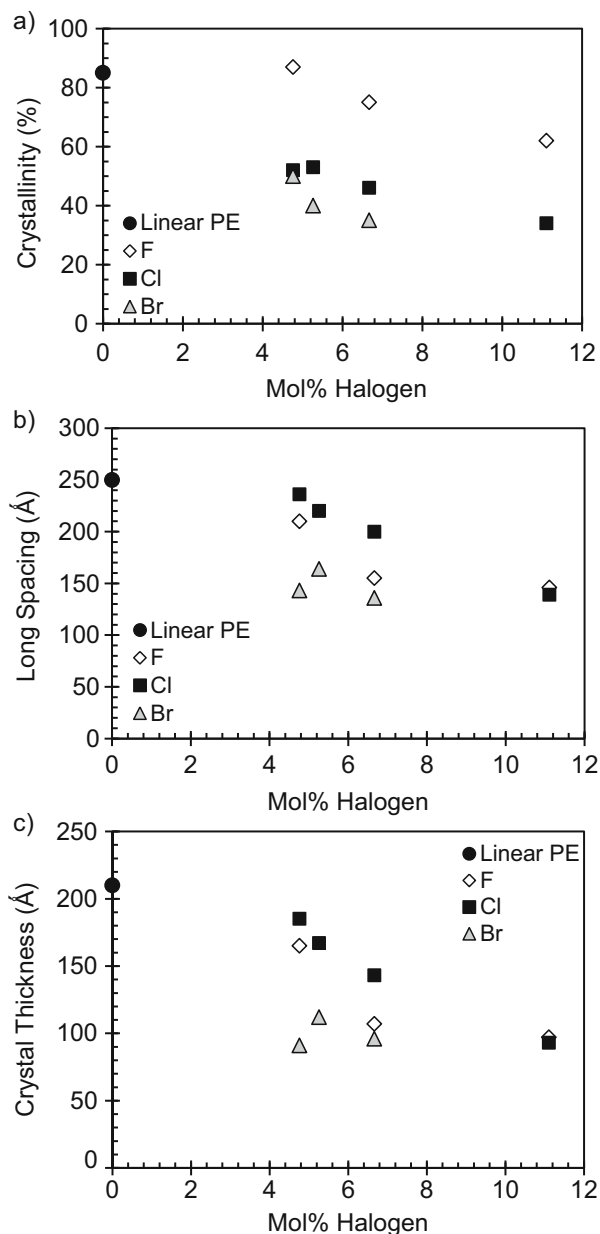 a)
100
80
60
40
20
0
Crystallinity (%)
Linear PE
F
Cl
Br
0 2 4 6 8 10 12
Mol% Halogen
b)
300
250
200
150
100
50
0
Long Spacing (Å)
Linear PE
F
Cl
Br
0 2 4 6 8 10 12
Mol% Halogen
c)
250
200
150
100
50
0
Crystal Thickness (Å)
Linear PE
F
Cl
Br
0 2 4 6 8 10 12
Mol% Halogen